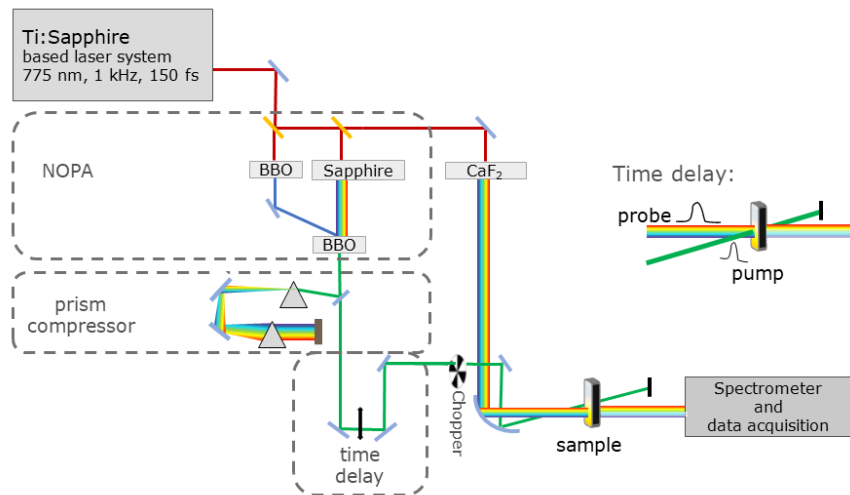 Ti:Sapphire
based laser system
775 nm, 1 kHz, 150 fs
NOPA
BBO
Sapphire
CaF₂
BBO
Time delay:
probe
pump
prism
compressor
Chopper
time
delay
sample
Spectrometer
and
data acquisition